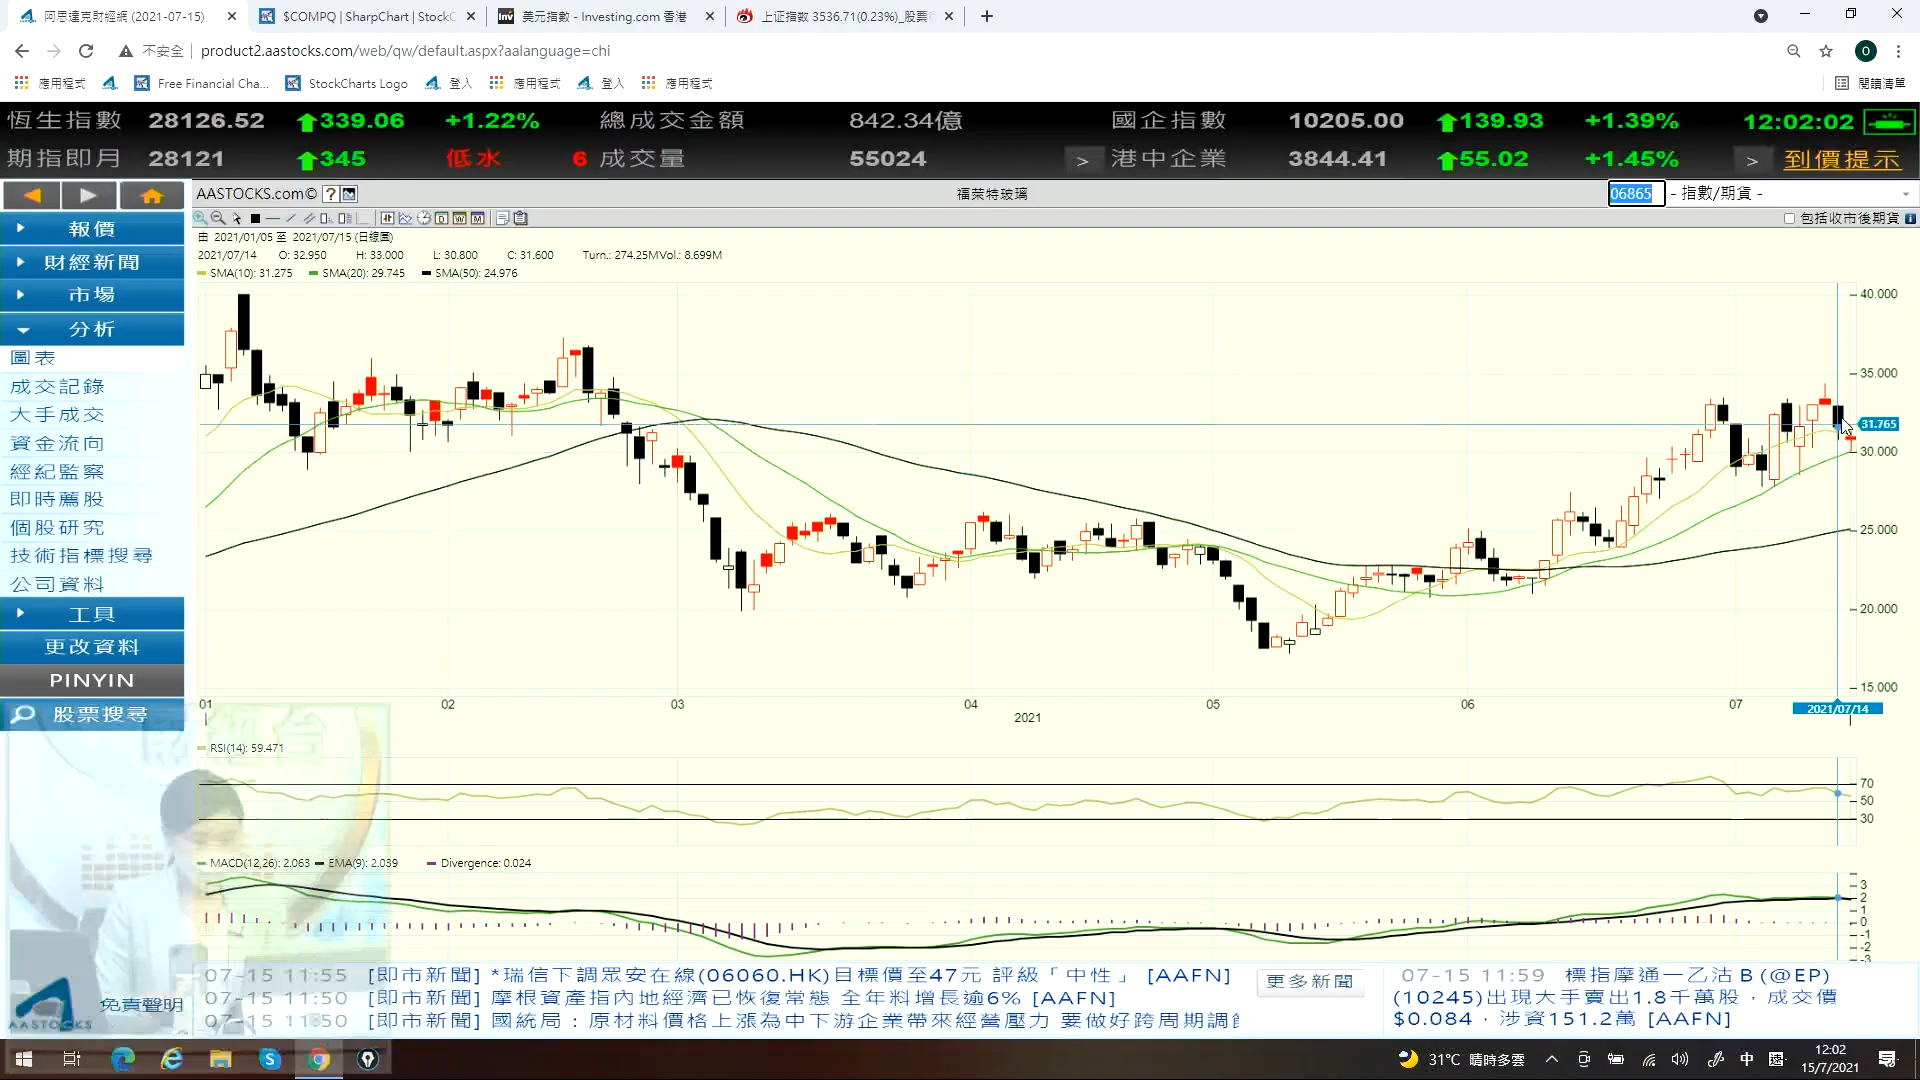 阿思達克財經網 (2021-07-15)
$COMPQ | SharpChart | StockC
美元指數 - Investing.com 香港
上证指数 3536.71(0.23%)_股票
不安全
product2.aastocks.com/web/qw/default.aspx?aalanguage=chi
應用程式
Free Financial Cha...
StockCharts Logo
登入
應用程式
登入
應用程式
閱讀清單
恆生指數 28126.52 339.06 +1.22% 總成交金額 842.34億 國企指數 10205.00 139.93 +1.39% 12:02:02
期指即月 28121 345 低水 6 成交量 55024 > 港中企業 3844.41 55.02 +1.45% > 到價提示
AASTOCKS.com© ?
福萊特玻璃
06865 - 指數/期貨 -
包括收市後期貨
報價
財經新聞
市場
分析
圖表
成交記錄
大手成交
資金流向
經紀監察
即時薦股
個股研究
技術指標搜尋
公司資料
工具
更改資料
PINYIN
股票搜尋
由 2021/01/05 至 2021/07/15 (日線圖)
2021/07/14 O: 32.950 H: 33.000 L: 30.800 C: 31.600 Turn.: 274.25MVol.: 8.699M
SMA(10): 31.275 SMA(20): 29.745 SMA(50): 24.976
40.000
35.000
31.765
30.000
25.000
20.000
15.000
01 02 03 04 05 06 07
2021
2021/07/14
RSI(14): 59.471
70
50
30
MACD(12,26): 2.063 EMA(9): 2.039 Divergence: 0.024
3
2
1
0
-1
-2
-3
07-15 11:55 [即市新聞] *瑞信下調眾安在線(06060.HK)目標價至47元 評級「中性」 [AAFN]
07-15 11:50 [即市新聞] 摩根資產指內地經濟已恢復常態 全年料增長逾6% [AAFN]
07-15 11:50 [即市新聞] 國統局：原材料價格上漲為中下游企業帶來經營壓力 要做好跨周期調
更多新聞
07-15 11:59 標指摩通一乙沽Ｂ(@EP)
(10245)出現大手賣出1.8千萬股，成交價
$0.084，涉資151.2萬 [AAFN]
AASTOCKS
免責聲明
31°C 晴時多雲
中
12:02
15/7/2021